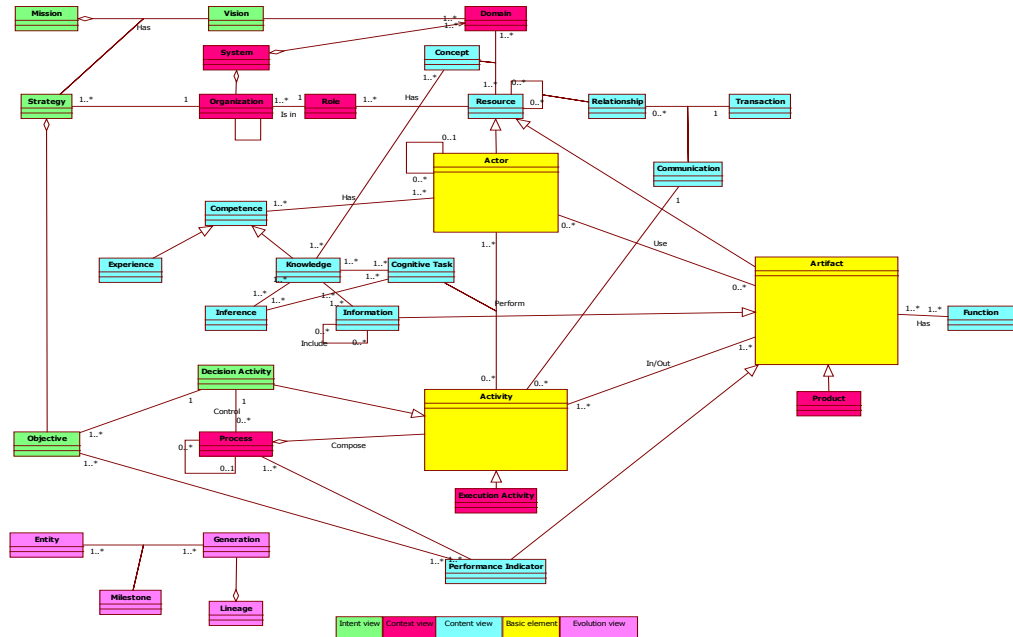 Mission
Vision
Domain
1..*
1..*
Has
1..*
System
Concept
1..*
1..*
0..*
0..*
Strategy
1..*
1
Organization
1..*
1
Is in
Role
1..*
Has
Resource
Relationship
0..*
1
Transaction
Communication
1
0..1
Actor
0..*
1..*
Has
1..*
Competence
0..*
Use
1..*
1..*
Experience
Knowledge
1..*
1..*
Cognitive Task
Artifact
1..*
1..*
1..*
1..*
1..*
1..*
0..*
Inference
Information
Perform
0..*
0..*
Include
1..*
1..*
Has
Function
In/Out
1..*
Decision Activity
1
1
Control
0..*
0..*
0..*
Activity
1..*
Product
Objective
1..*
1..*
Process
0..*
0..1
1..*
Compose
Execution Activity
Entity
1..*
1..*
Generation
1..*
1..*
Performance Indicator
Milestone
Lineage
Intent view
Context view
Content view
Basic element
Evolution view